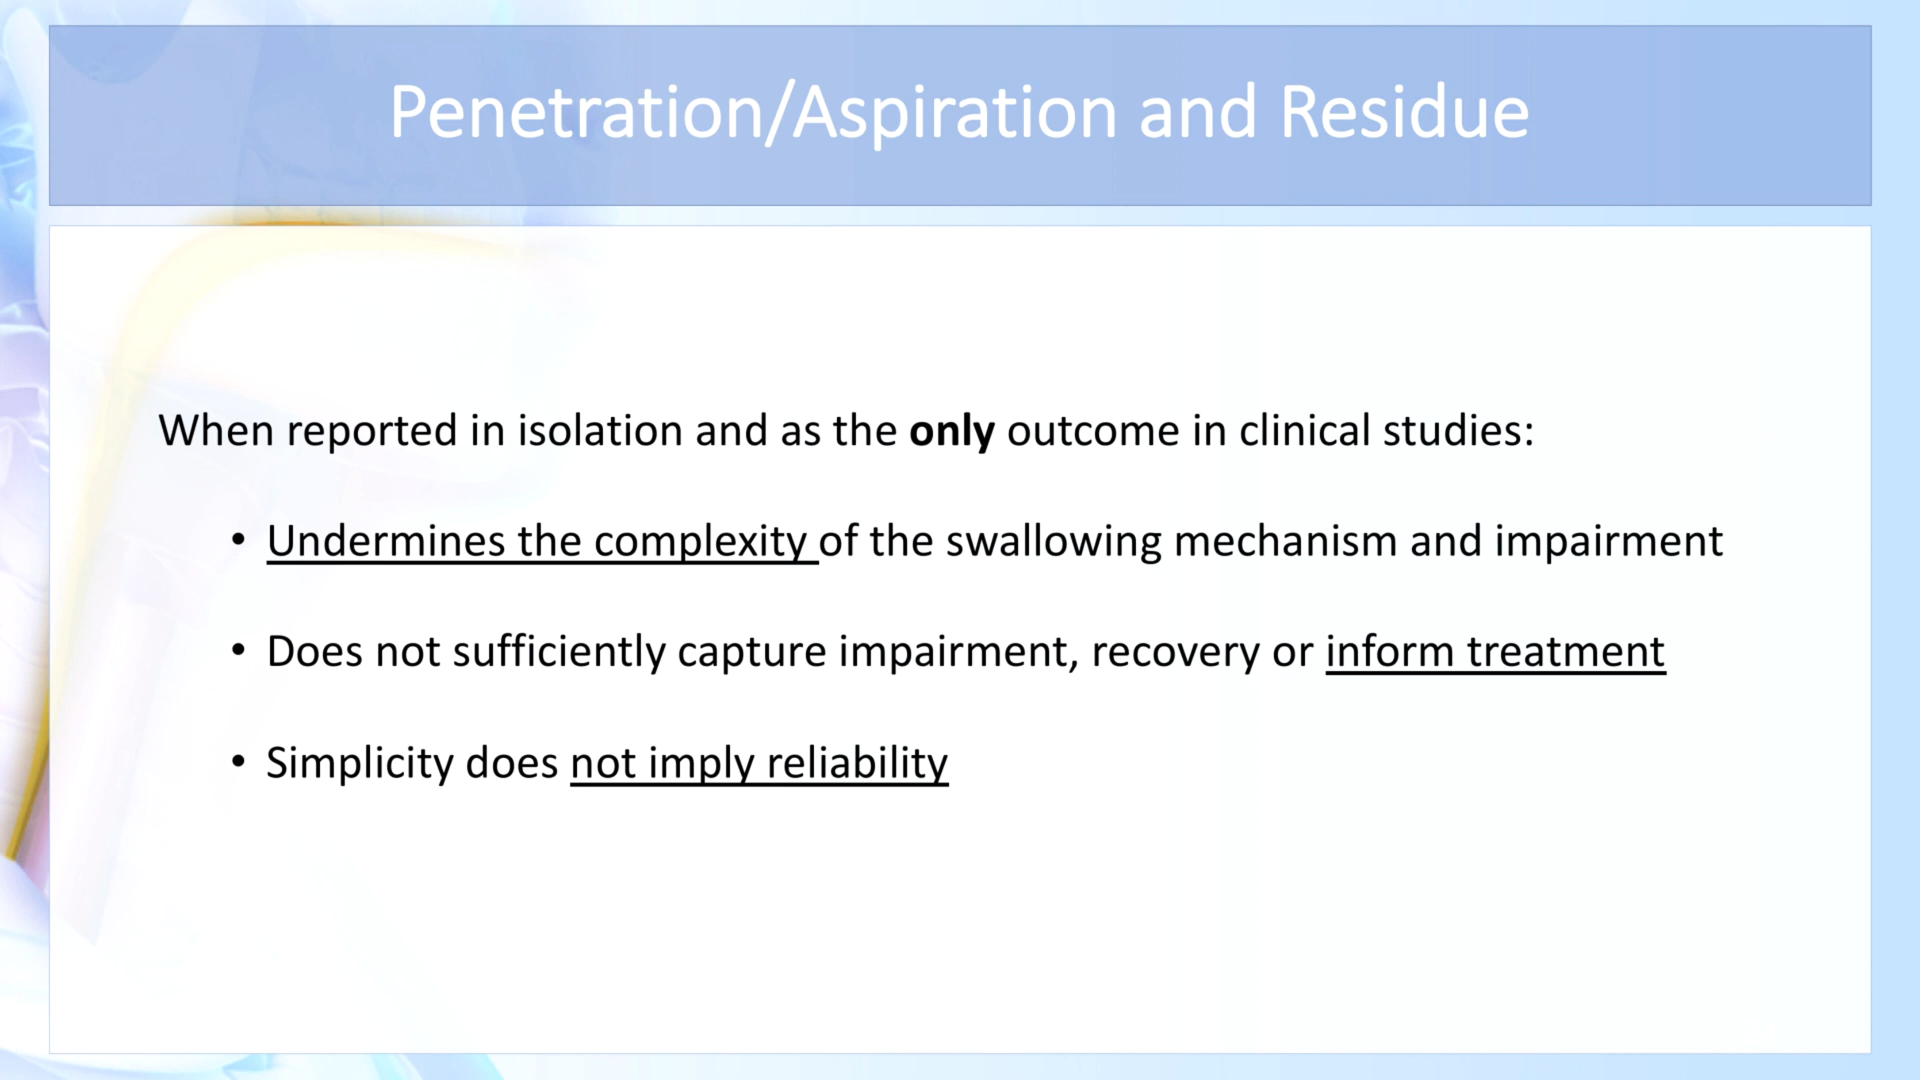 Penetration/Aspiration and Residue
When reported in isolation and as the only outcome in clinical studies:
• Undermines the complexity of the swallowing mechanism and impairment
• Does not sufficiently capture impairment, recovery or inform treatment
• Simplicity does not imply reliability